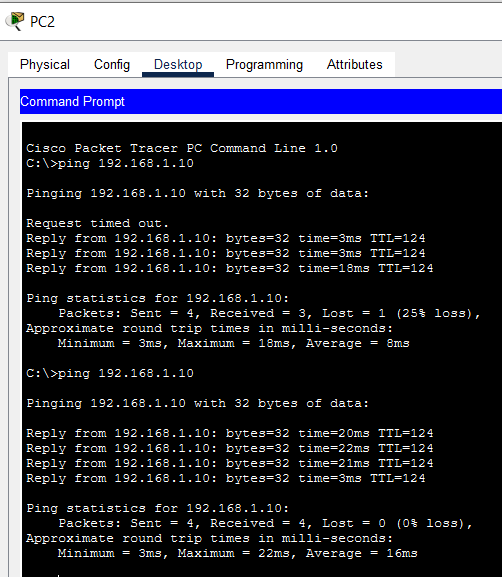 PC2
Physical Config Desktop Programming Attributes
Command Prompt
Cisco Packet Tracer PC Command Line 1.0
C:\>ping 192.168.1.10
Pinging 192.168.1.10 with 32 bytes of data:
Request timed out.
Reply from 192.168.1.10: bytes=32 time=3ms TTL=124
Reply from 192.168.1.10: bytes=32 time=3ms TTL=124
Reply from 192.168.1.10: bytes=32 time=18ms TTL=124
Ping statistics for 192.168.1.10:
Packets: Sent = 4, Received = 3, Lost = 1 (25% loss),
Approximate round trip times in milli-seconds:
Minimum = 3ms, Maximum = 18ms, Average = 8ms
C:\>ping 192.168.1.10
Pinging 192.168.1.10 with 32 bytes of data:
Reply from 192.168.1.10: bytes=32 time=20ms TTL=124
Reply from 192.168.1.10: bytes=32 time=22ms TTL=124
Reply from 192.168.1.10: bytes=32 time=21ms TTL=124
Reply from 192.168.1.10: bytes=32 time=3ms TTL=124
Ping statistics for 192.168.1.10:
Packets: Sent = 4, Received = 4, Lost = 0 (0% loss),
Approximate round trip times in milli-seconds:
Minimum = 3ms, Maximum = 22ms, Average = 16ms